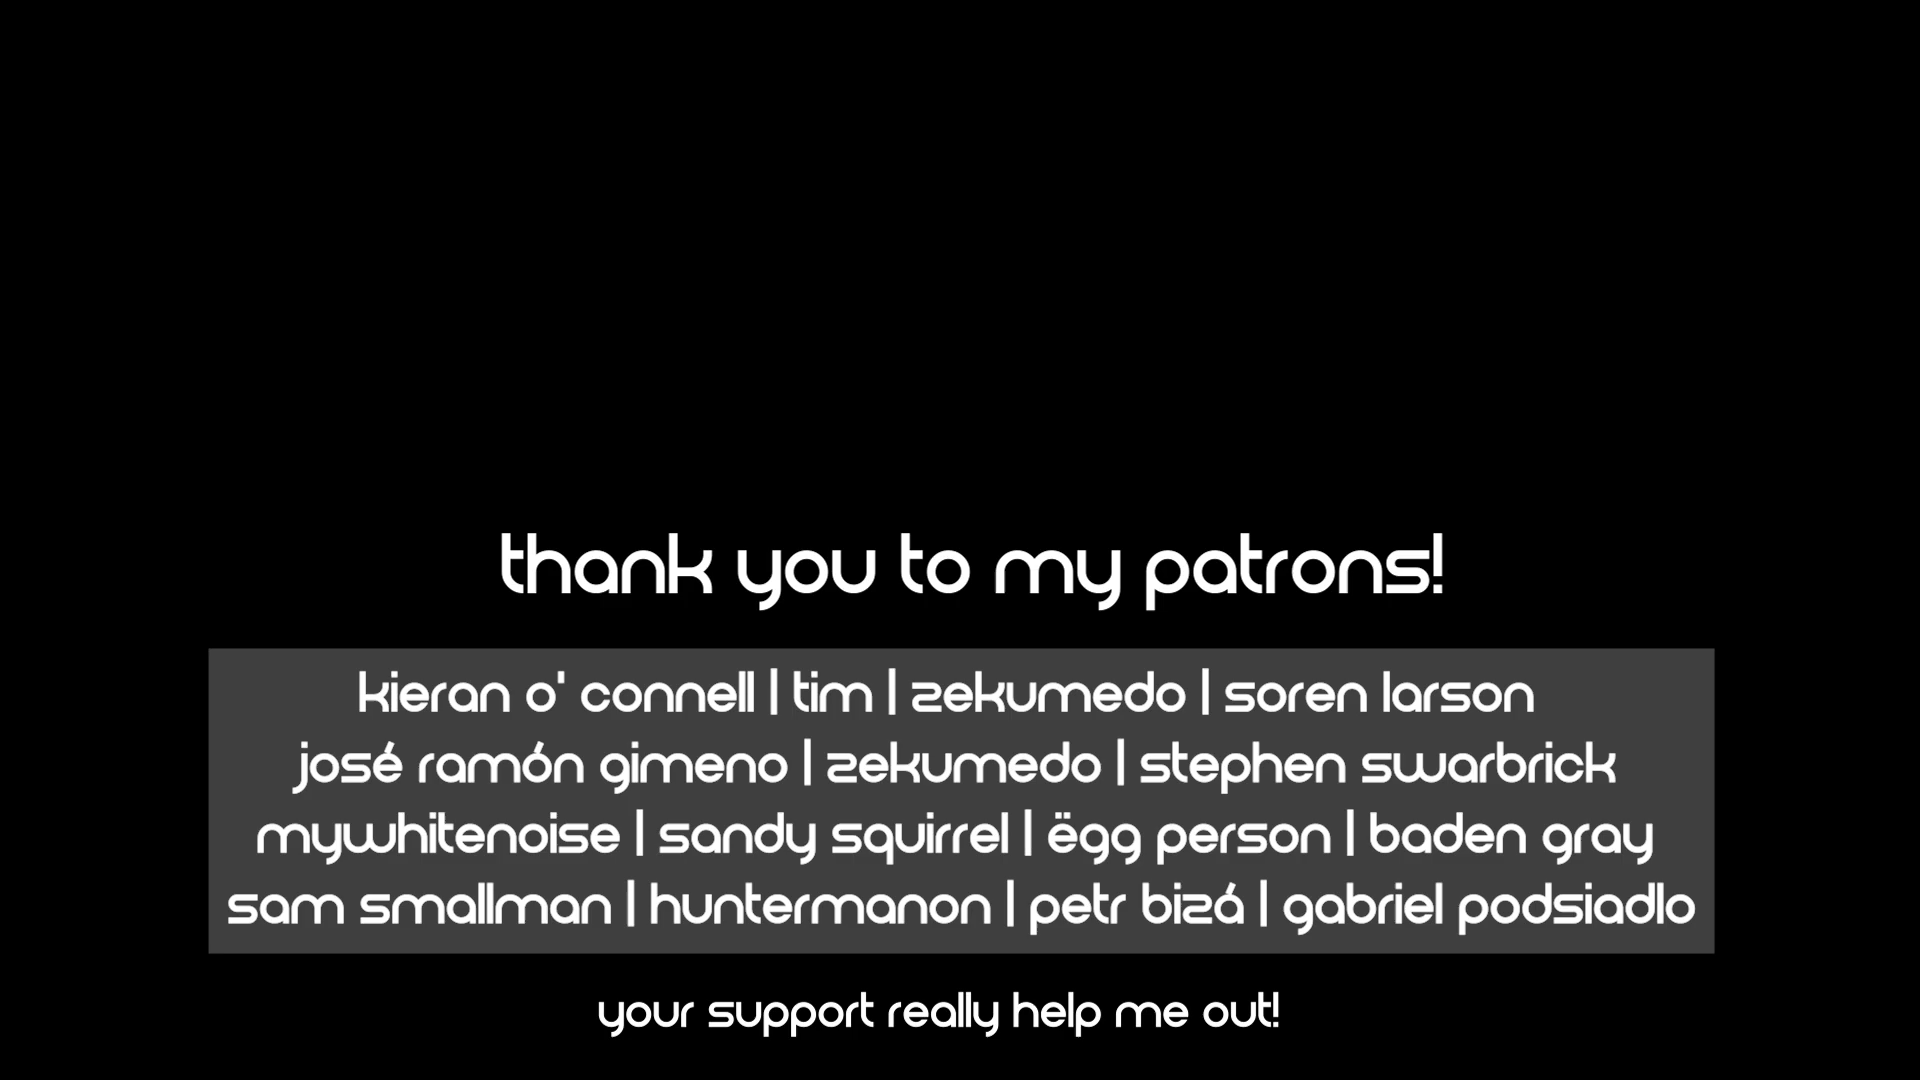 thank you to my patrons!
kieran o' connell | tim | zekumedo | soren larson
josé ramón gimeno | zekumedo | stephen swarbrick
mywhitenoise | sandy squirrel | ëgg person | baden gray
sam smallman | huntermanon | petr bizá | gabriel podsiadlo
your support really help me out!